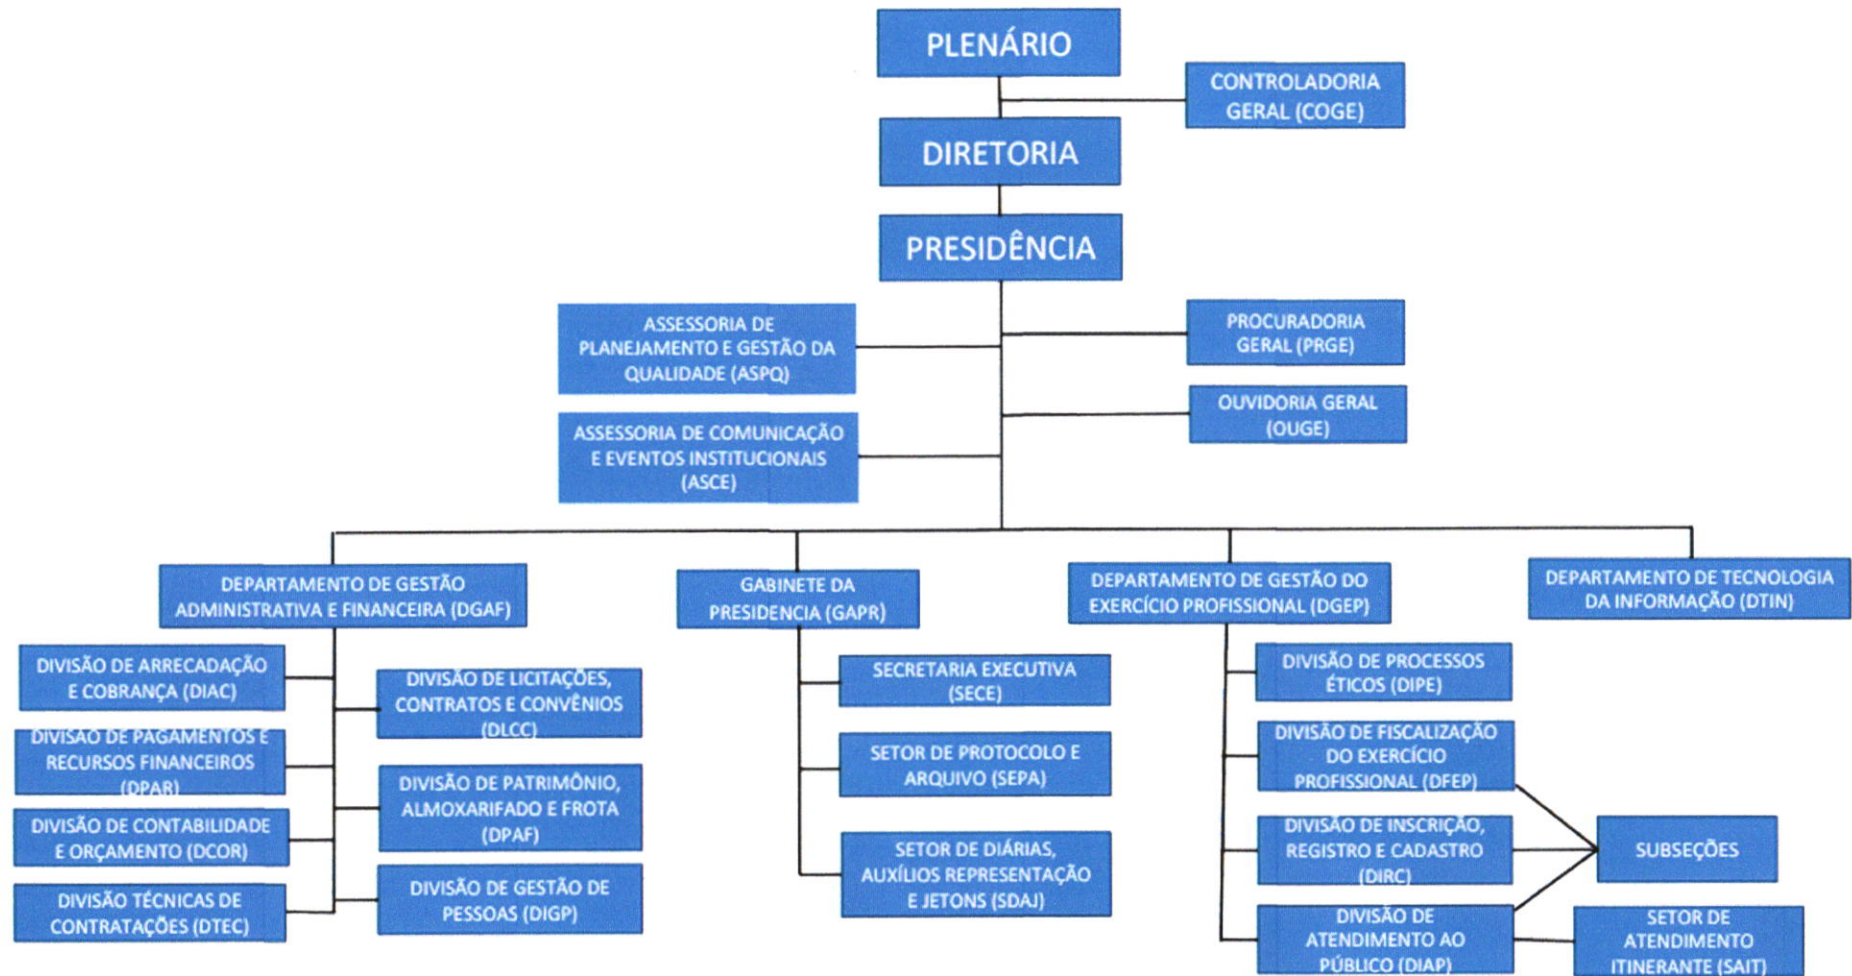 PLENÁRIO
CONTROLADORIA
GERAL (COGE)
DIRETORIA
PRESIDÊNCIA
ASSESSORIA DE
PLANEJAMENTO E GESTÃO DA
QUALIDADE (ASPQ)
PROCURADORIA
GERAL (PRGE)
OUVIDORIA GERAL
(OUGE)
ASSESSORIA DE COMUNICAÇÃO
E EVENTOS INSTITUCIONAIS
(ASCE)
DEPARTAMENTO DE GESTÃO
ADMINISTRATIVA E FINANCEIRA (DGAF)
GABINETE DA
PRESIDENCIA (GAPR)
DEPARTAMENTO DE GESTÃO DO
EXERCÍCIO PROFISSIONAL (DGEP)
DEPARTAMENTO DE TECNOLOGIA
DA INFORMAÇÃO (DTIN)
DIVISÃO DE ARRECADAÇÃO
E COBRANÇA (DIAC)
DIVISÃO DE PAGAMENTOS E
RECURSOS FINANCEIROS
(DPAR)
DIVISÃO DE CONTABILIDADE
E ORÇAMENTO (DCOR)
DIVISÃO TÉCNICAS DE
CONTRATAÇÕES (DTEC)
DIVISÃO DE LICITAÇÕES,
CONTRATOS E CONVÊNIOS
(DLCC)
DIVISÃO DE PATRIMÔNIO,
ALMOXARIFADO E FROTA
(DPAF)
DIVISÃO DE GESTÃO DE
PESSOAS (DIGP)
SECRETARIA EXECUTIVA
(SECE)
SETOR DE PROTOCOLO E
ARQUIVO (SEPA)
SETOR DE DIÁRIAS,
AUXÍLIOS REPRESENTAÇÃO
E JETONS (SDAJ)
DIVISÃO DE PROCESSOS
ÉTICOS (DIPE)
DIVISÃO DE FISCALIZAÇÃO
DO EXERCÍCIO
PROFISSIONAL (DFEP)
DIVISÃO DE INSCRIÇÃO,
REGISTRO E CADASTRO
(DIRC)
DIVISÃO DE
ATENDIMENTO AO
PÚBLICO (DIAP)
SUBSEÇÕES
SETOR DE
ATENDIMENTO
ITINERANTE (SAIT)